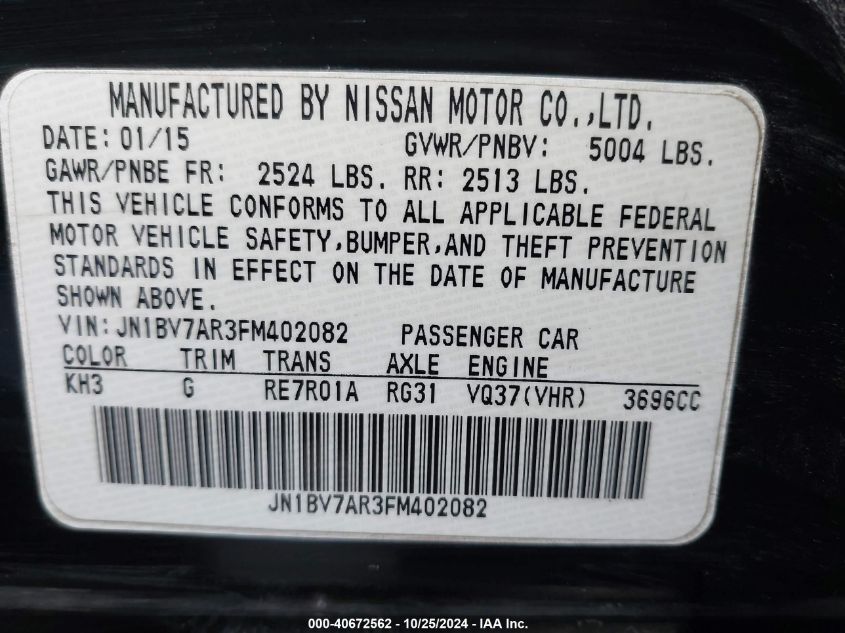 MANUFACTURED BY NISSAN MOTOR CO.,LTD.
DATE: 01/15 GVWR/PNBV: 5004 LBS.
GAWR/PNBE FR: 2524 LBS. RR: 2513 LBS.
THIS VEHICLE CONFORMS TO ALL APPLICABLE FEDERAL
MOTOR VEHICLE SAFETY,BUMPER,AND THEFT PREVENTION
STANDARDS IN EFFECT ON THE DATE OF MANUFACTURE
SHOWN ABOVE.
VIN:JN1BV7AR3FM402082 PASSENGER CAR
COLOR TRIM TRANS AXLE ENGINE
KH3 G RE7R01A RG31 VQ37(VHR) 3696CC
JN1BV7AR3FM402082
000-40672562 - 10/25/2024 - IAA Inc.